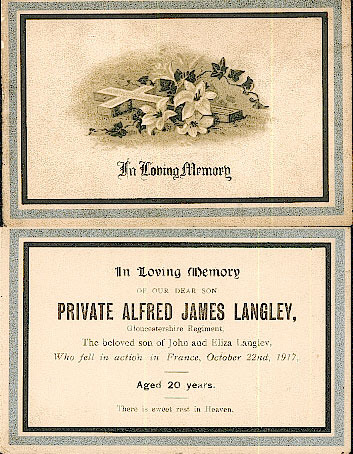 In Loving Memory
In Loving Memory
OF OUR DEAR SON
PRIVATE ALFRED JAMES LANGLEY,
Gloucestershire Regiment,
The beloved son of John and Eliza Langley,
Who fell in action in France, October 22nd, 1917,
Aged 20 years.
There is sweet rest in Heaven.